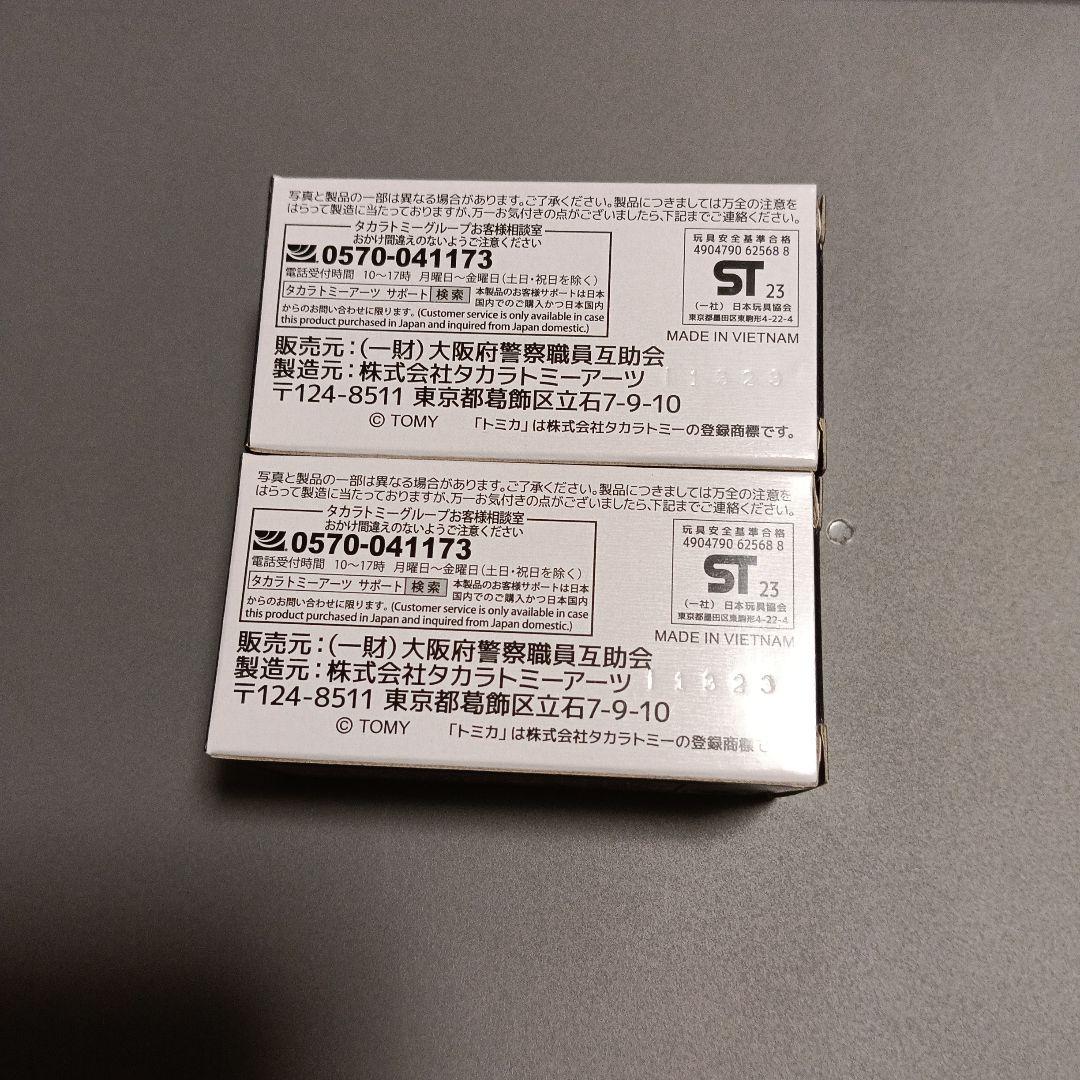 写真と製品の一部は異なる場合があります。ご了承ください。製品につきましては万全の注意を
はらって製造に当たっておりますが、万一お気付きの点がございましたら、下記までご連絡ください。
タカラトミーグループお客様相談室
おかけ間違えのないようご注意ください
0570-041173
電話受付時間 10〜17時 月曜日〜金曜日(土日・祝日を除く)
タカラトミーアーツ サポート 検索 本製品のお客様サポートは日本
国内でのご購入かつ日本国内
からのお問い合わせに限ります。(Customer service is only available in case
this product purchased in Japan and inquired from Japan domestic.)
玩具安全基準合格
4904790 62568 8
ST 23
(一社) 日本玩具協会
東京都墨田区東駒形4-22-4
MADE IN VIETNAM
販売元:(一財)大阪府警察職員互助会
製造元:株式会社タカラトミーアーツ
〒124-8511 東京都葛飾区立石7-9-10
© TOMY 「トミカ」は株式会社タカラトミーの登録商標です。
写真と製品の一部は異なる場合があります。ご了承ください。製品につきましては万全の注意を
はらって製造に当たっておりますが、万一お気付きの点がございましたら、下記までご連絡ください。
タカラトミーグループお客様相談室
おかけ間違えのないようご注意ください
0570-041173
電話受付時間 10〜17時 月曜日〜金曜日(土日・祝日を除く)
タカラトミーアーツ サポート 検索 本製品のお客様サポートは日本
国内でのご購入かつ日本国内
からのお問い合わせに限ります。(Customer service is only available in case
this product purchased in Japan and inquired from Japan domestic.)
玩具安全基準合格
4904790 62568 8
ST 23
(一社) 日本玩具協会
東京都墨田区東駒形4-22-4
MADE IN VIETNAM
販売元:(一財)大阪府警察職員互助会
製造元:株式会社タカラトミーアーツ
〒124-8511 東京都葛飾区立石7-9-10
© TOMY 「トミカ」は株式会社タカラトミーの登録商標で